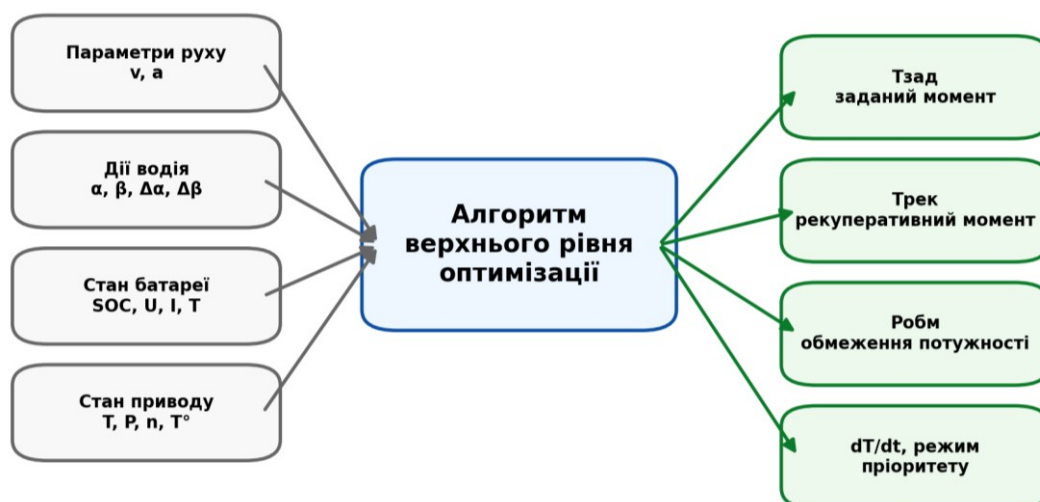 Параметри руху
v, a
Дії водія
α, β, Δα, Δβ
Стан батареї
SOC, U, I, T
Стан приводу
T, P, n, T°
Алгоритм
верхнього рівня
оптимізації
Тзад
заданий момент
Трек
рекуперативний момент
Робм
обмеження потужності
dT/dt, режим
пріоритету